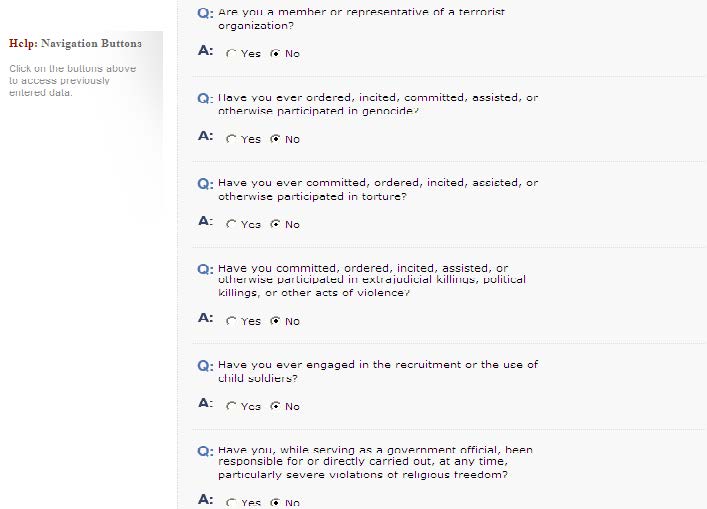 Help: Navigation Buttons
Click on the buttons above
to access previously
entered data.
Q: Are you a member or representative of a terrorist
organization?
A: Yes No
Q: Have you ever ordered, incited, committed, assisted, or
otherwise participated in genocide?
A: Yes No
Q: Have you ever committed, ordered, incited, assisted, or
otherwise participated in torture?
A: Yes No
Q: Have you committed, ordered, incited, assisted, or
otherwise participated in extrajudicial killings, political
killings, or other acts of violence?
A: Yes No
Q: Have you ever engaged in the recruitment or the use of
child soldiers?
A: Yes No
Q: Have you, while serving as a government official, been
responsible for or directly carried out, at any time,
particularly severe violations of religious freedom?
A: Yes No